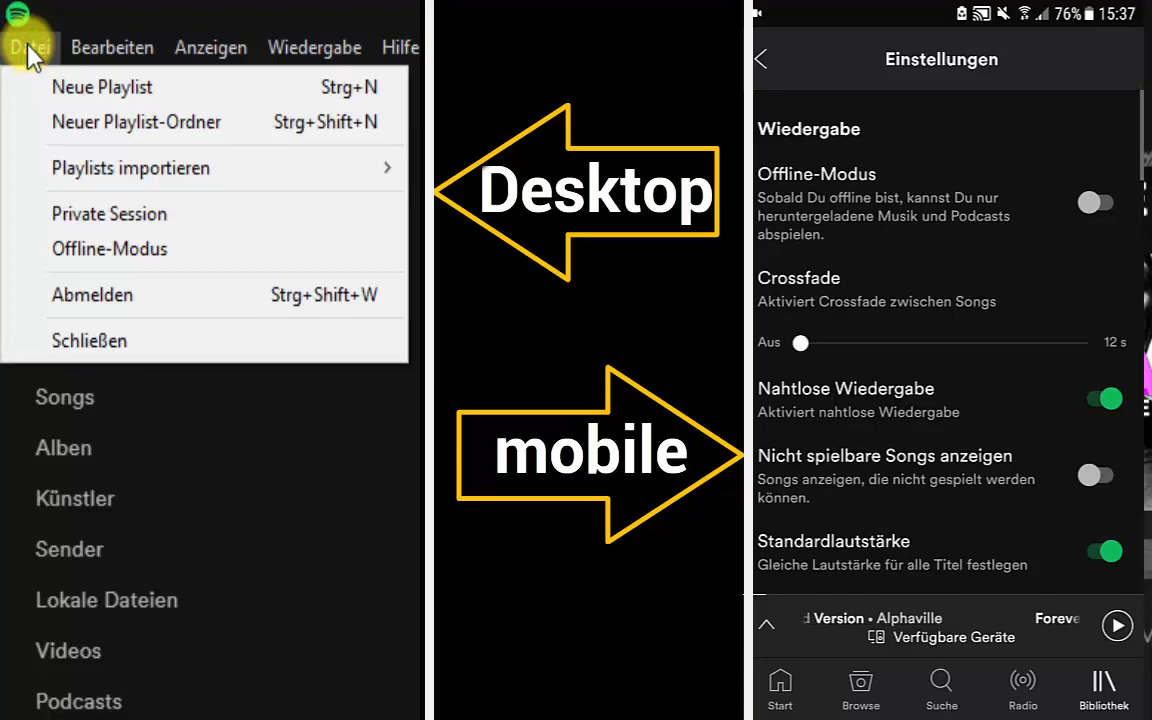 Datei Bearbeiten Anzeigen Wiedergabe Hilfe
Neue Playlist Strg+N
Neuer Playlist-Ordner Strg+Shift+N
Playlists importieren
Private Session
Offline-Modus
Abmelden Strg+Shift+W
Schließen
Songs
Alben
Künstler
Sender
Lokale Dateien
Videos
Podcasts
Desktop
mobile
76% 15:37
Einstellungen
Wiedergabe
Offline-Modus
Sobald Du offline bist, kannst Du nur
heruntergeladene Musik und Podcasts
abspielen.
Crossfade
Aktiviert Crossfade zwischen Songs
Aus 12 s
Nahtlose Wiedergabe
Aktiviert nahtlose Wiedergabe
Nicht spielbare Songs anzeigen
Songs anzeigen, die nicht gespielt werden
können.
Standardlautstärke
Gleiche Lautstärke für alle Titel festlegen
d Version • Alphaville Foreve
Verfügbare Geräte
Start Browse Suche Radio Bibliothek